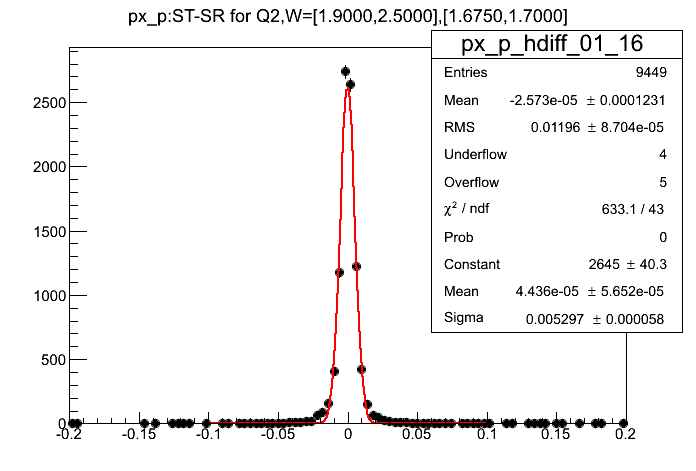 px_p:ST-SR for Q2,W=[1.9000,2.5000],[1.6750,1.7000]
px_p_hdiff_01_16
Entries 9449
Mean -2.573e-05 ± 0.0001231
RMS 0.01196 ± 8.704e-05
Underflow 4
Overflow 5
χ² / ndf 633.1 / 43
Prob 0
Constant 2645 ± 40.3
Mean 4.436e-05 ± 5.652e-05
Sigma 0.005297 ± 0.000058
2500
2000
1500
1000
500
0
-0.2 -0.15 -0.1 -0.05 0 0.05 0.1 0.15 0.2